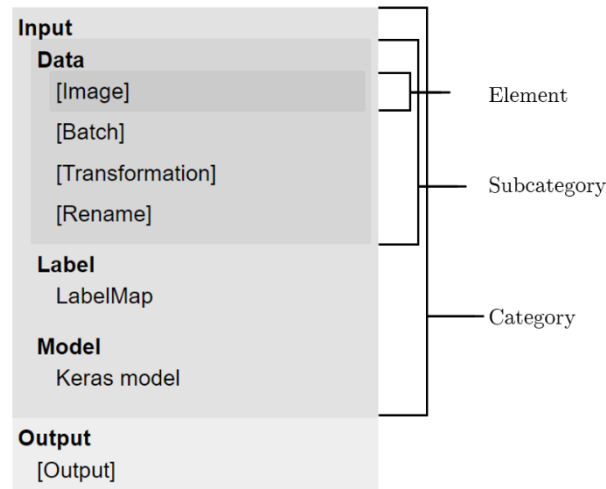 Input
Data
[Image]
Element
[Batch]
[Transformation]
Subcategory
[Rename]
Label
LabelMap
Category
Model
Keras model
Output
[Output]